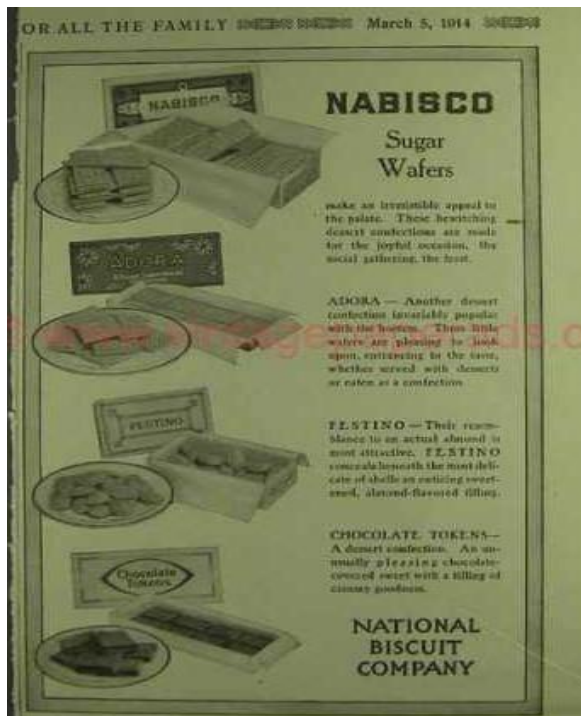 OR ALL THE FAMILY March 5, 1914
NABISCO
NABISCO
Sugar
Wafers
make an irresistible appeal to
the palate. These bewitching
dessert confections are made
for the joyful occasion, the
social gathering, the feast.
ADORA
ADORA — Another dessert
confection invariably popular
with the hostess. These little
wafers are pleasing to look
upon, entrancing to the taste,
whether served with desserts
or eaten as a confection.
FESTINO
FESTINO — Their resem-
blance to an actual almond is
most attractive. FESTINO
conceals beneath the most deli-
cate of shells an enticing sweet-
ened, almond-flavored filling.
Chocolate
Tokens
CHOCOLATE TOKENS—
A dessert confection. An un-
usually pleasing chocolate-
covered sweet with a filling of
creamy goodness.
NATIONAL
BISCUIT
COMPANY